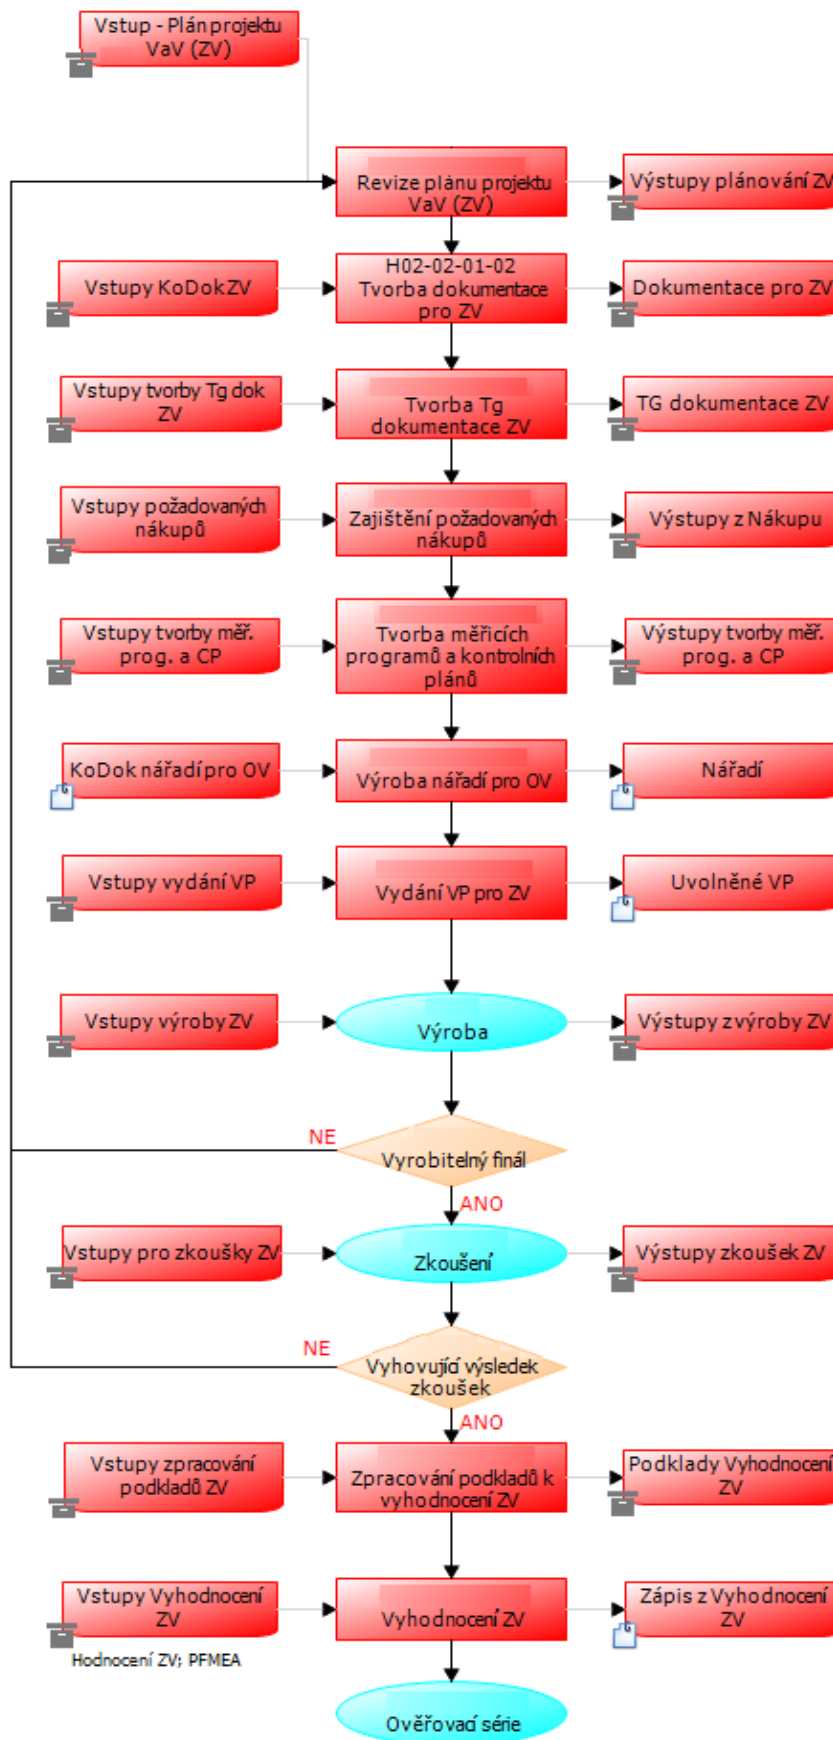 Vstup - Plán projektu
VaV (ZV)
Revize plánu projektu
VaV (ZV)
Výstupy plánování ZV
Vstupy KoDok ZV
H02-02-01-02
Tvorba dokumentace
pro ZV
Dokumentace pro ZV
Vstupy tvorby Tg dok
ZV
Tvorba Tg
dokumentace ZV
TG dokumentace ZV
Vstupy požadovaných
nákupů
Zajištění požadovaných
nákupů
Výstupy z Nákupu
Vstupy tvorby měř.
prog. a CP
Tvorba měřicích
programů a kontrolních
plánů
Výstupy tvorby měř.
prog. a CP
KoDok nářadí pro OV
Výroba nářadí pro OV
Nářadí
Vstupy vydání VP
Vydání VP pro ZV
Uvolněné VP
Vstupy výroby ZV
Výroba
Výstupy z výroby ZV
NE
Vyrobitelný finál
ANO
Vstupy pro zkoušky ZV
Zkoušení
Výstupy zkoušek ZV
NE
Vyhovující výsledek
zkoušek
ANO
Vstupy zpracování
podkladů ZV
Zpracování podkladů k
vyhodnocení ZV
Podklady Vyhodnocení
ZV
Vstupy Vyhodnocení
ZV
Vyhodnocení ZV
Zápis z Vyhodnocení
ZV
Hodnocení ZV; PFMEA
Ověřovací série